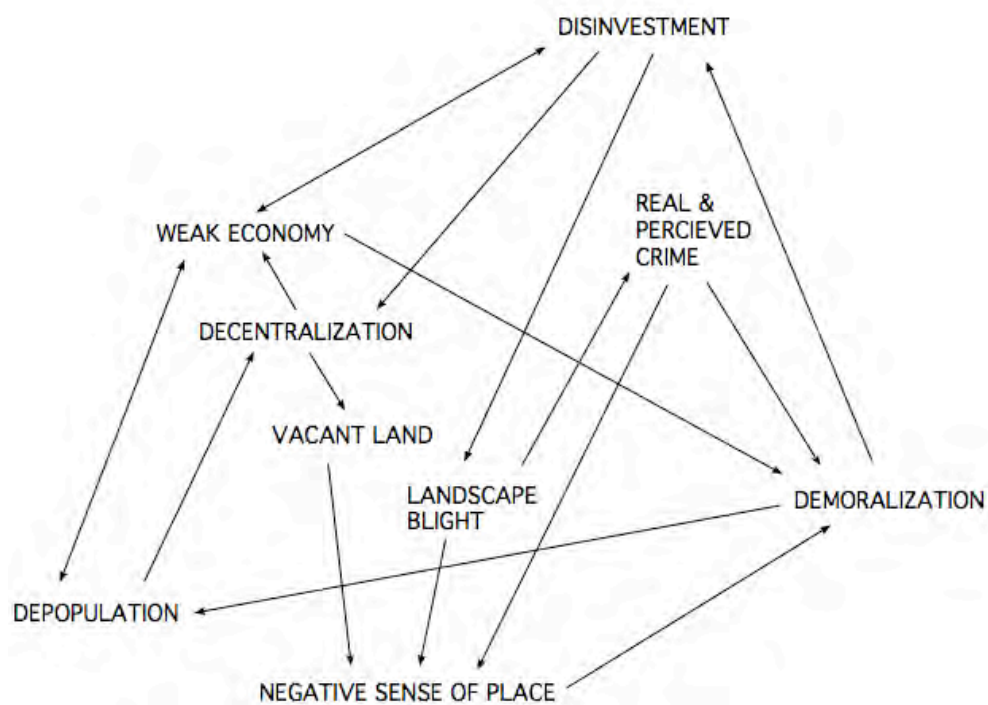 DISINVESTMENT
REAL &
PERCIEVED
CRIME
WEAK ECONOMY
DECENTRALIZATION
VACANT LAND
LANDSCAPE
BLIGHT
DEMORALIZATION
DEPOPULATION
NEGATIVE SENSE OF PLACE